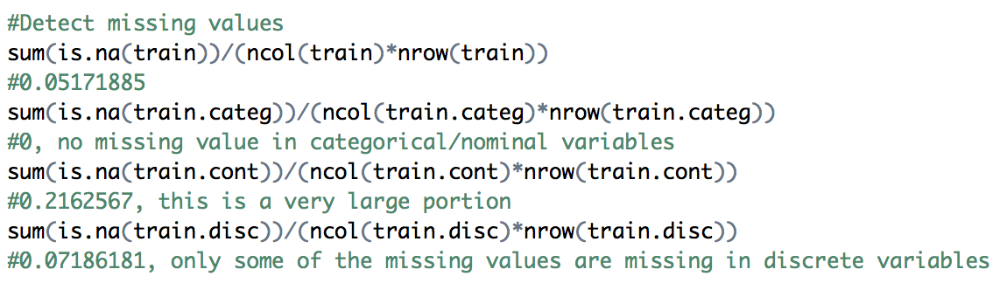 #Detect missing values
sum(is.na(train))/(ncol(train)*nrow(train))
#0.05171885
sum(is.na(train.categ))/(ncol(train.categ)*nrow(train.categ))
#0, no missing value in categorical/nominal variables
sum(is.na(train.cont))/(ncol(train.cont)*nrow(train.cont))
#0.2162567, this is a very large portion
sum(is.na(train.disc))/(ncol(train.disc)*nrow(train.disc))
#0.07186181, only some of the missing values are missing in discrete variables